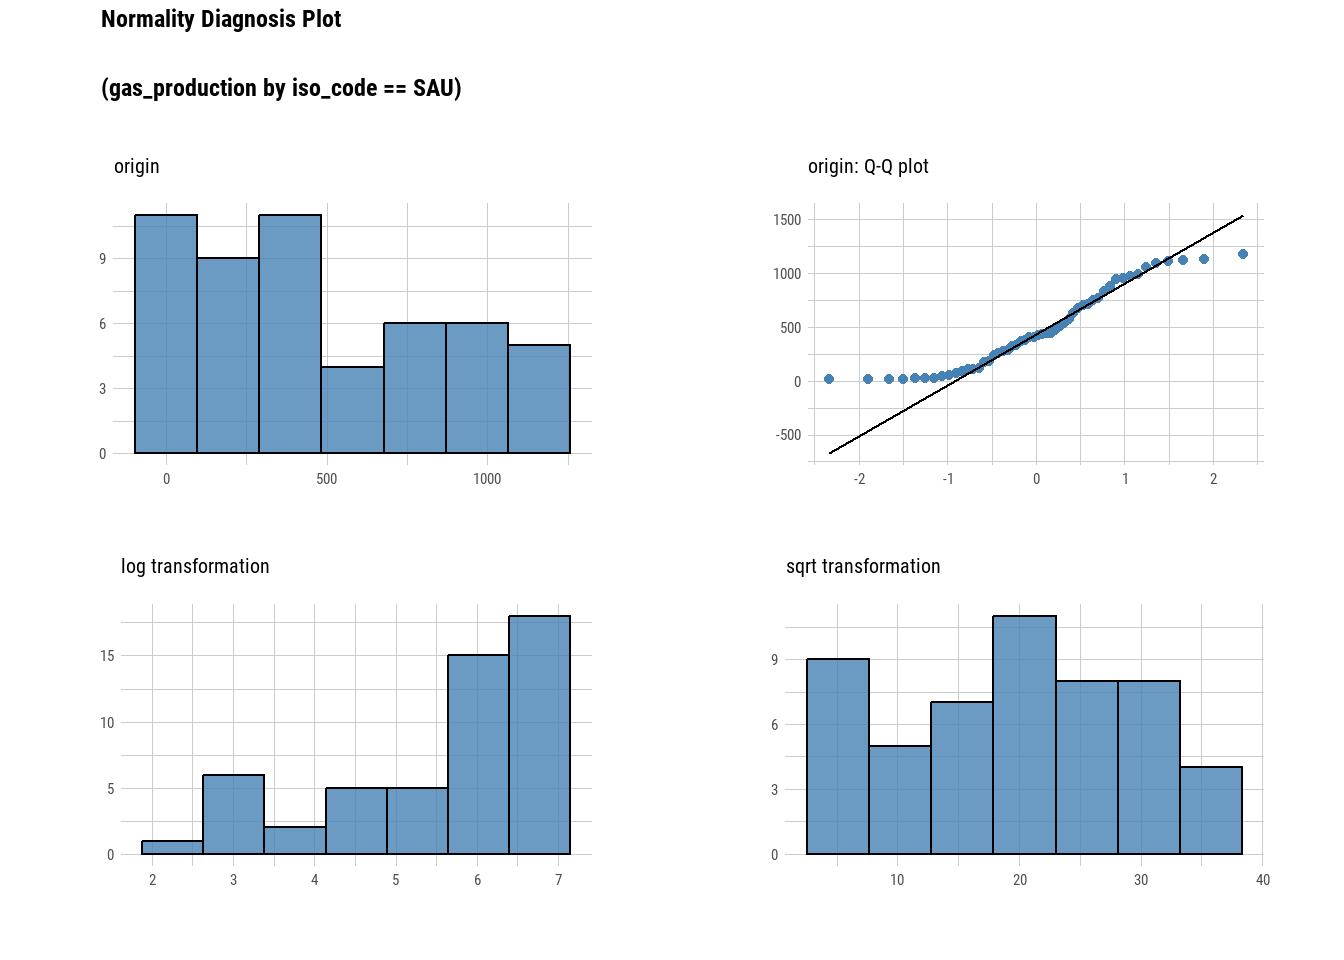 Normality Diagnosis Plot
(gas_production by iso_code == SAU)
origin
9
6
3
0
0 500 1000
origin: Q-Q plot
1500
1000
500
0
-500
-2 -1 0 1 2
log transformation
15
10
5
0
2 3 4 5 6 7
sqrt transformation
9
6
3
0
10 20 30 40